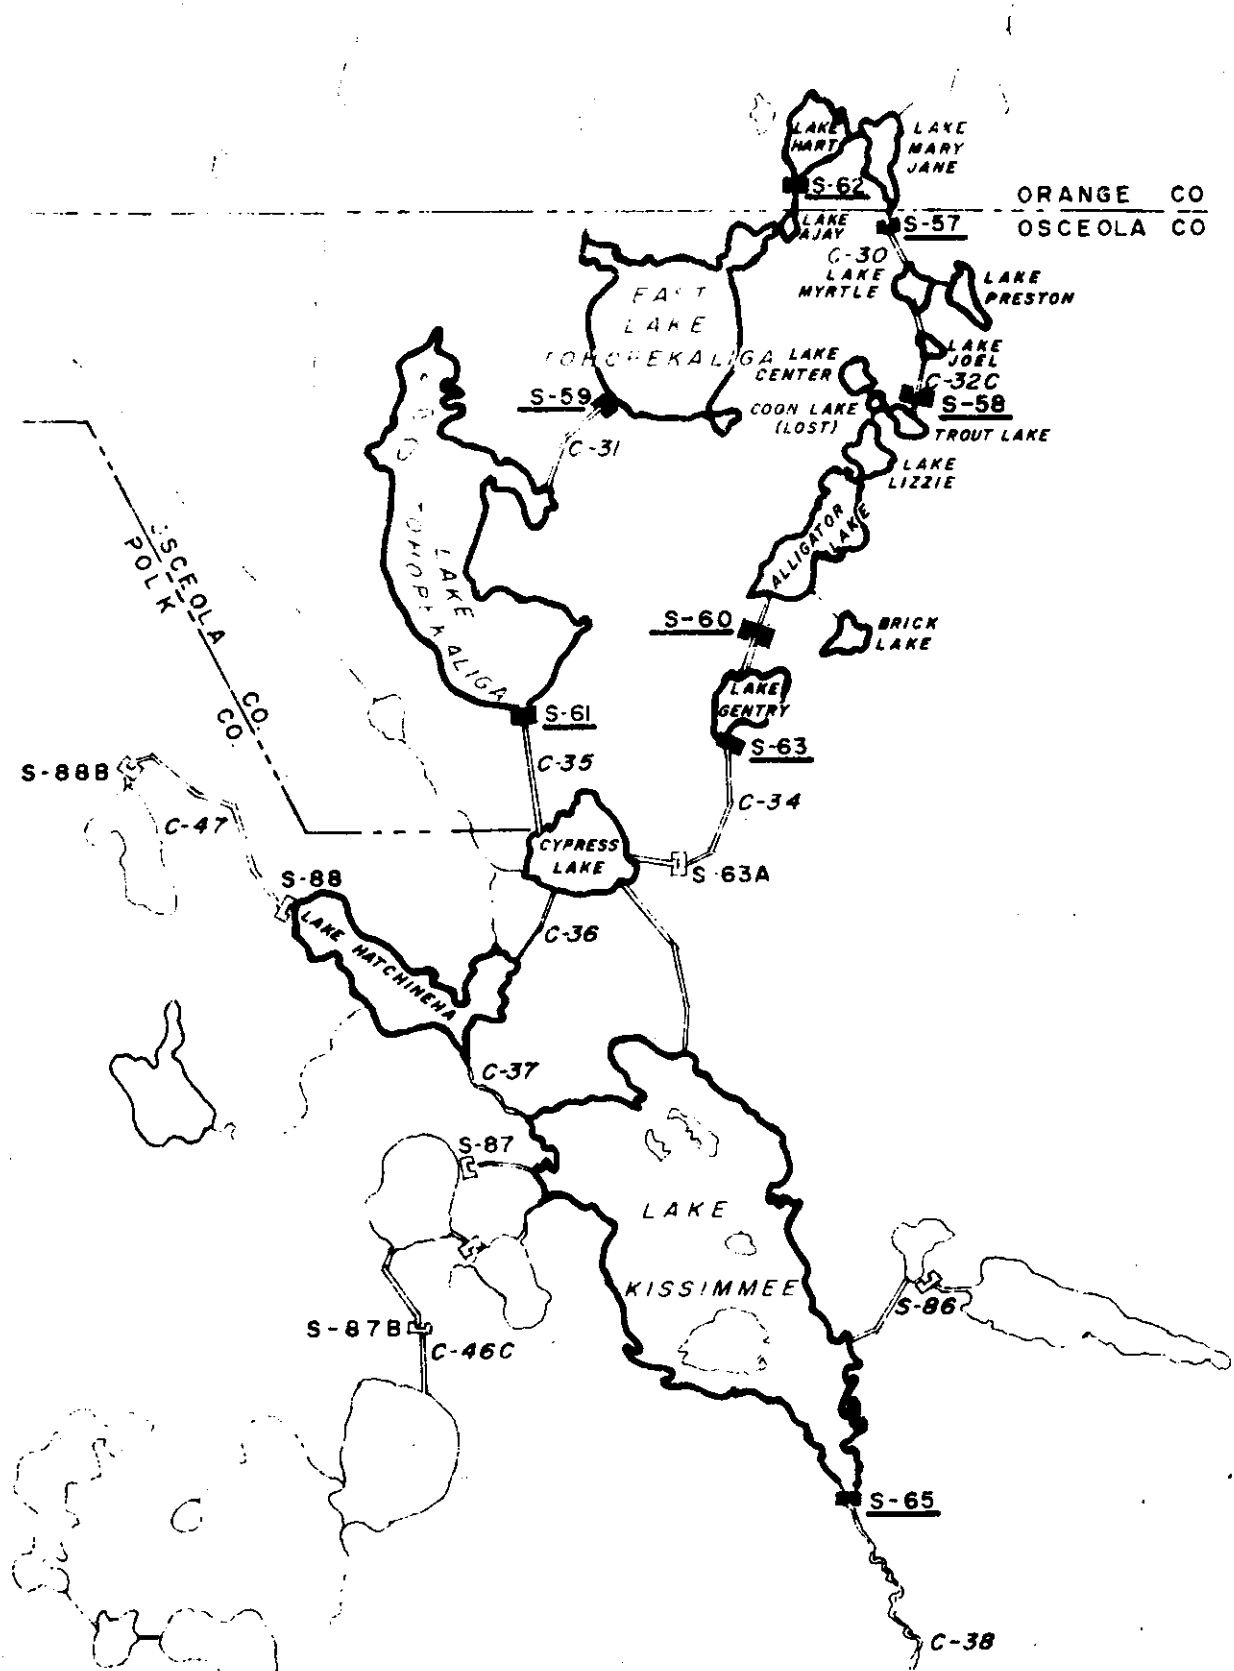 LAKE
HART
LAKE
MARY
JANE
S-62
ORANGE CO
OSCEOLA CO
LAKE
AJAY
S-57
C-30
LAKE
MYRTLE
LAKE
PRESTON
EAST
LAKE
TOHOPEKALIGA
LAKE
CENTER
LAKE
JOEL
C-32C
S-59
COON LAKE
(LOST)
S-58
TROUT LAKE
C-31
LAKE
LIZZIE
ALLIGATOR
LAKE
LAKE
TOHOPEKALIGA
OSCEOLA CO.
POLK CO.
S-60
BRICK
LAKE
LAKE
GENTRY
S-61
S-63
C-35
S-88B
C-34
C-47
CYPRESS
LAKE
S-63A
S-88
C-36
LAKE HATCHINEHA
C-37
S-87
LAKE
KISSIMMEE
S-86
S-87B
C-46C
S-65
C-38